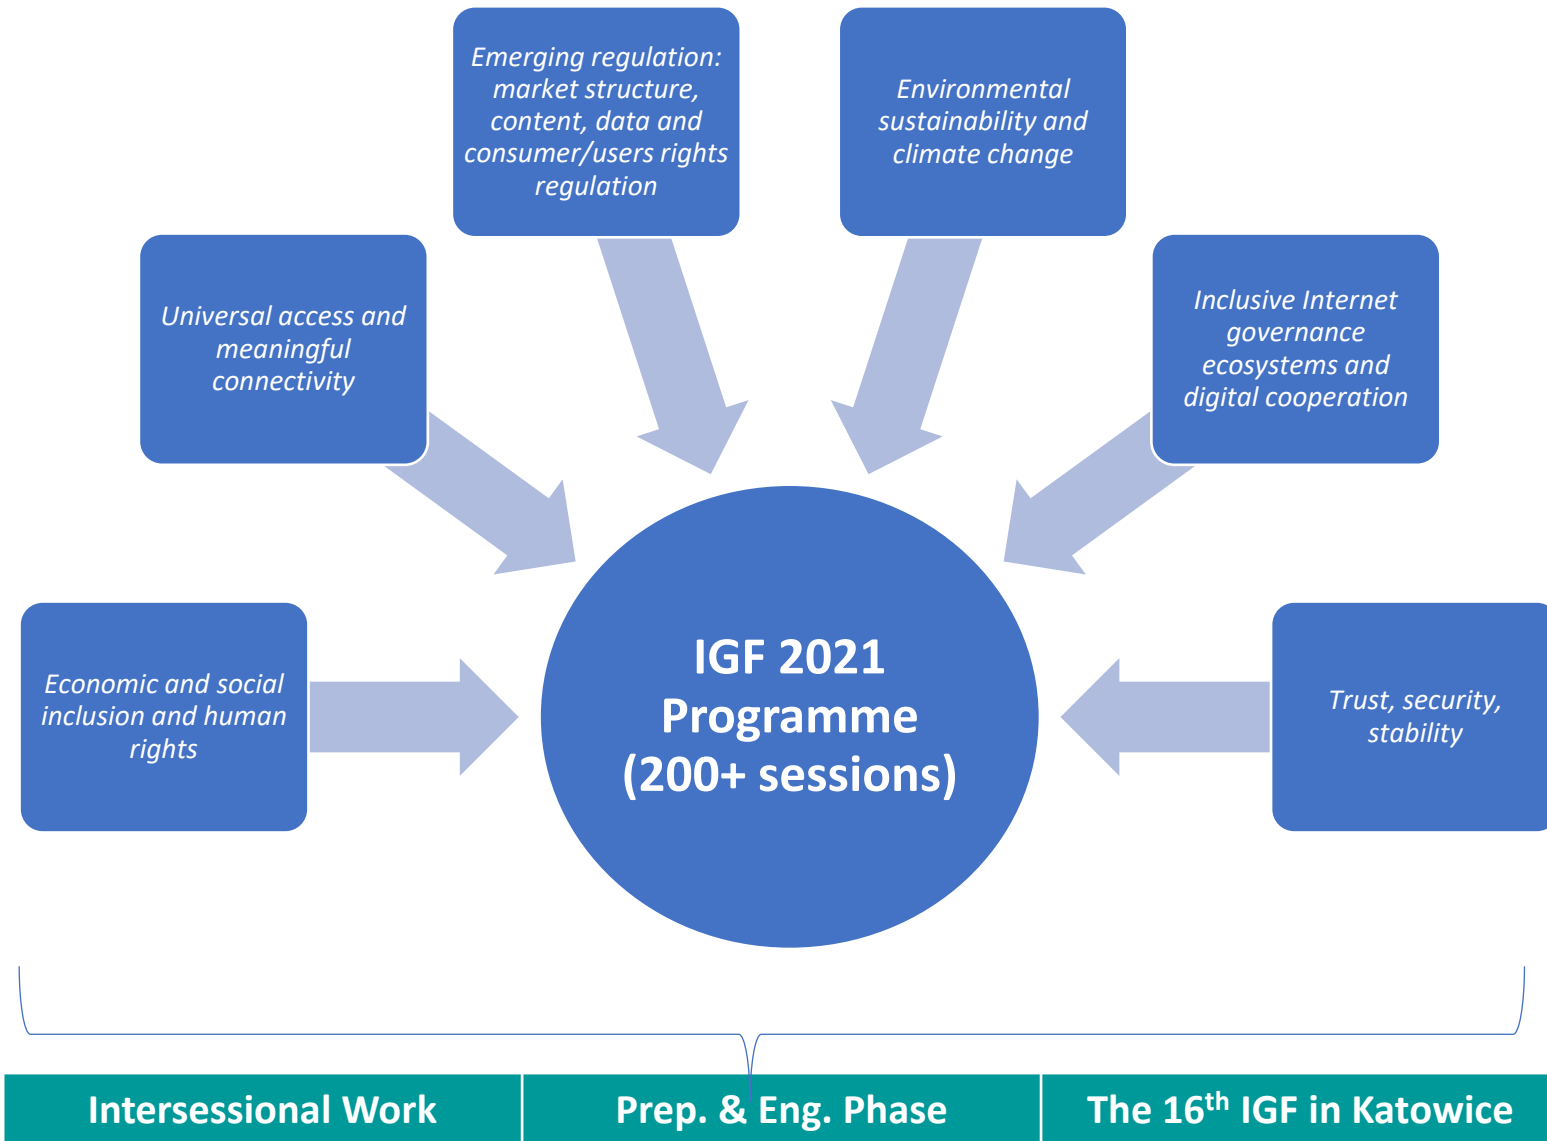 Emerging regulation:
market structure,
content, data and
consumer/users rights
regulation
Environmental
sustainability and
climate change
Universal access and
meaningful
connectivity
Inclusive Internet
governance
ecosystems and
digital cooperation
Economic and social
inclusion and human
rights
IGF 2021
Programme
(200+ sessions)
Trust, security,
stability
Intersessional Work
Prep. & Eng. Phase
The 16th IGF in Katowice